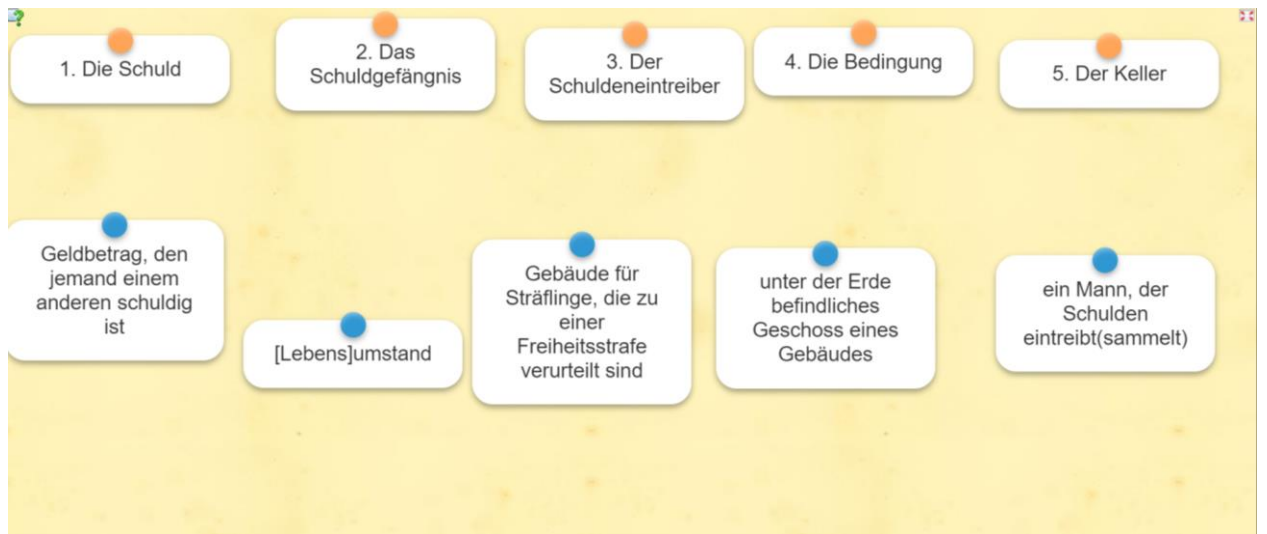 1. Die Schuld
2. Das
Schuldgefängnis
3. Der
Schuldeneintreiber
4. Die Bedingung
5. Der Keller
Geldbetrag, den
jemand einem
anderen schuldig
ist
[Lebens]umstand
Gebäude für
Sträflinge, die zu
einer
Freiheitsstrafe
verurteilt sind
unter der Erde
befindliches
Geschoss eines
Gebäudes
ein Mann, der
Schulden
eintreibt(sammelt)